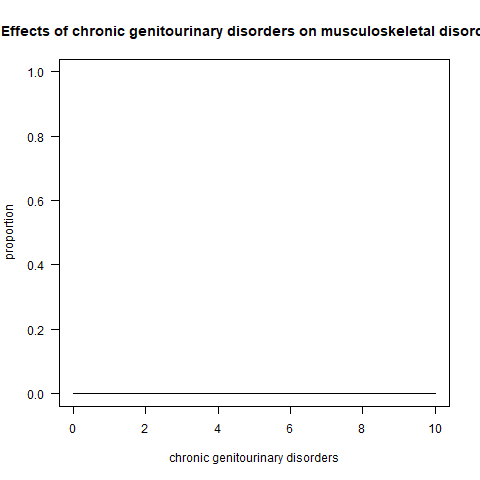 Effects of chronic genitourinary disorders on musculoskeletal disord
1.0
0.8
0.6
0.4
0.2
0.0
proportion
0 2 4 6 8 10
chronic genitourinary disorders